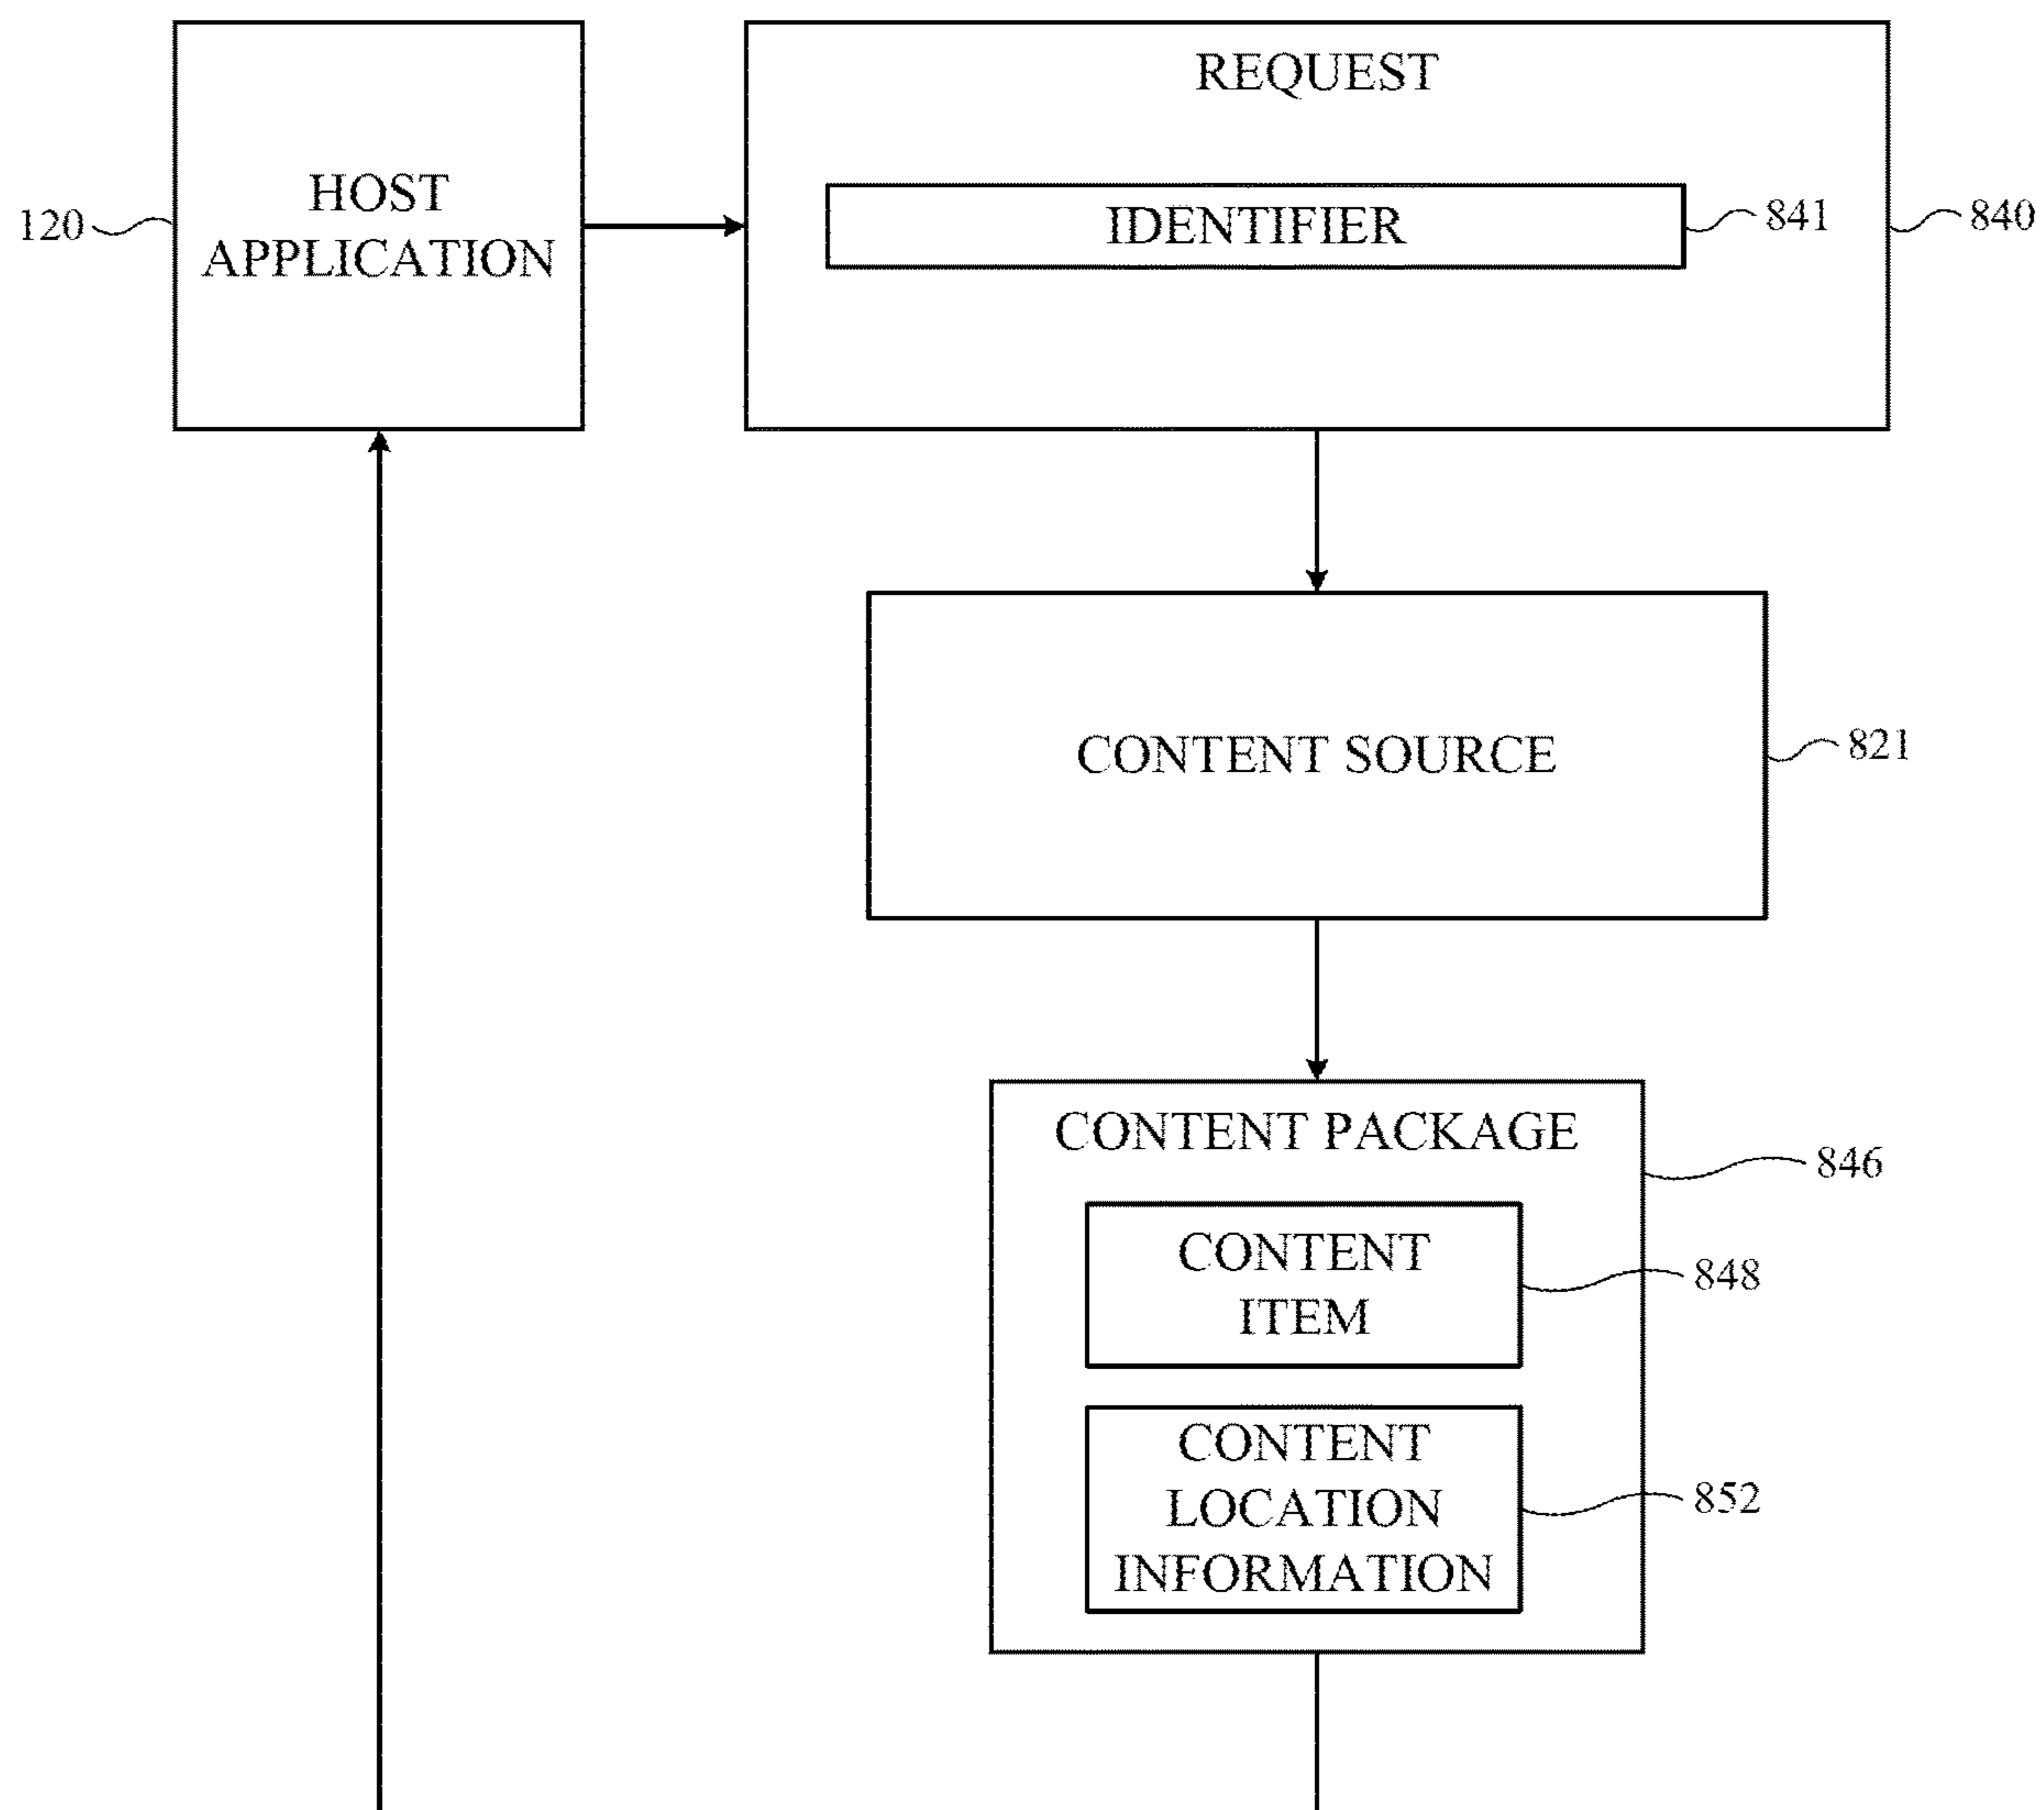 REQUEST
HOST
APPLICATION
120
IDENTIFIER
841
840
CONTENT SOURCE
821
CONTENT PACKAGE
846
CONTENT
ITEM
848
CONTENT
LOCATION
INFORMATION
852